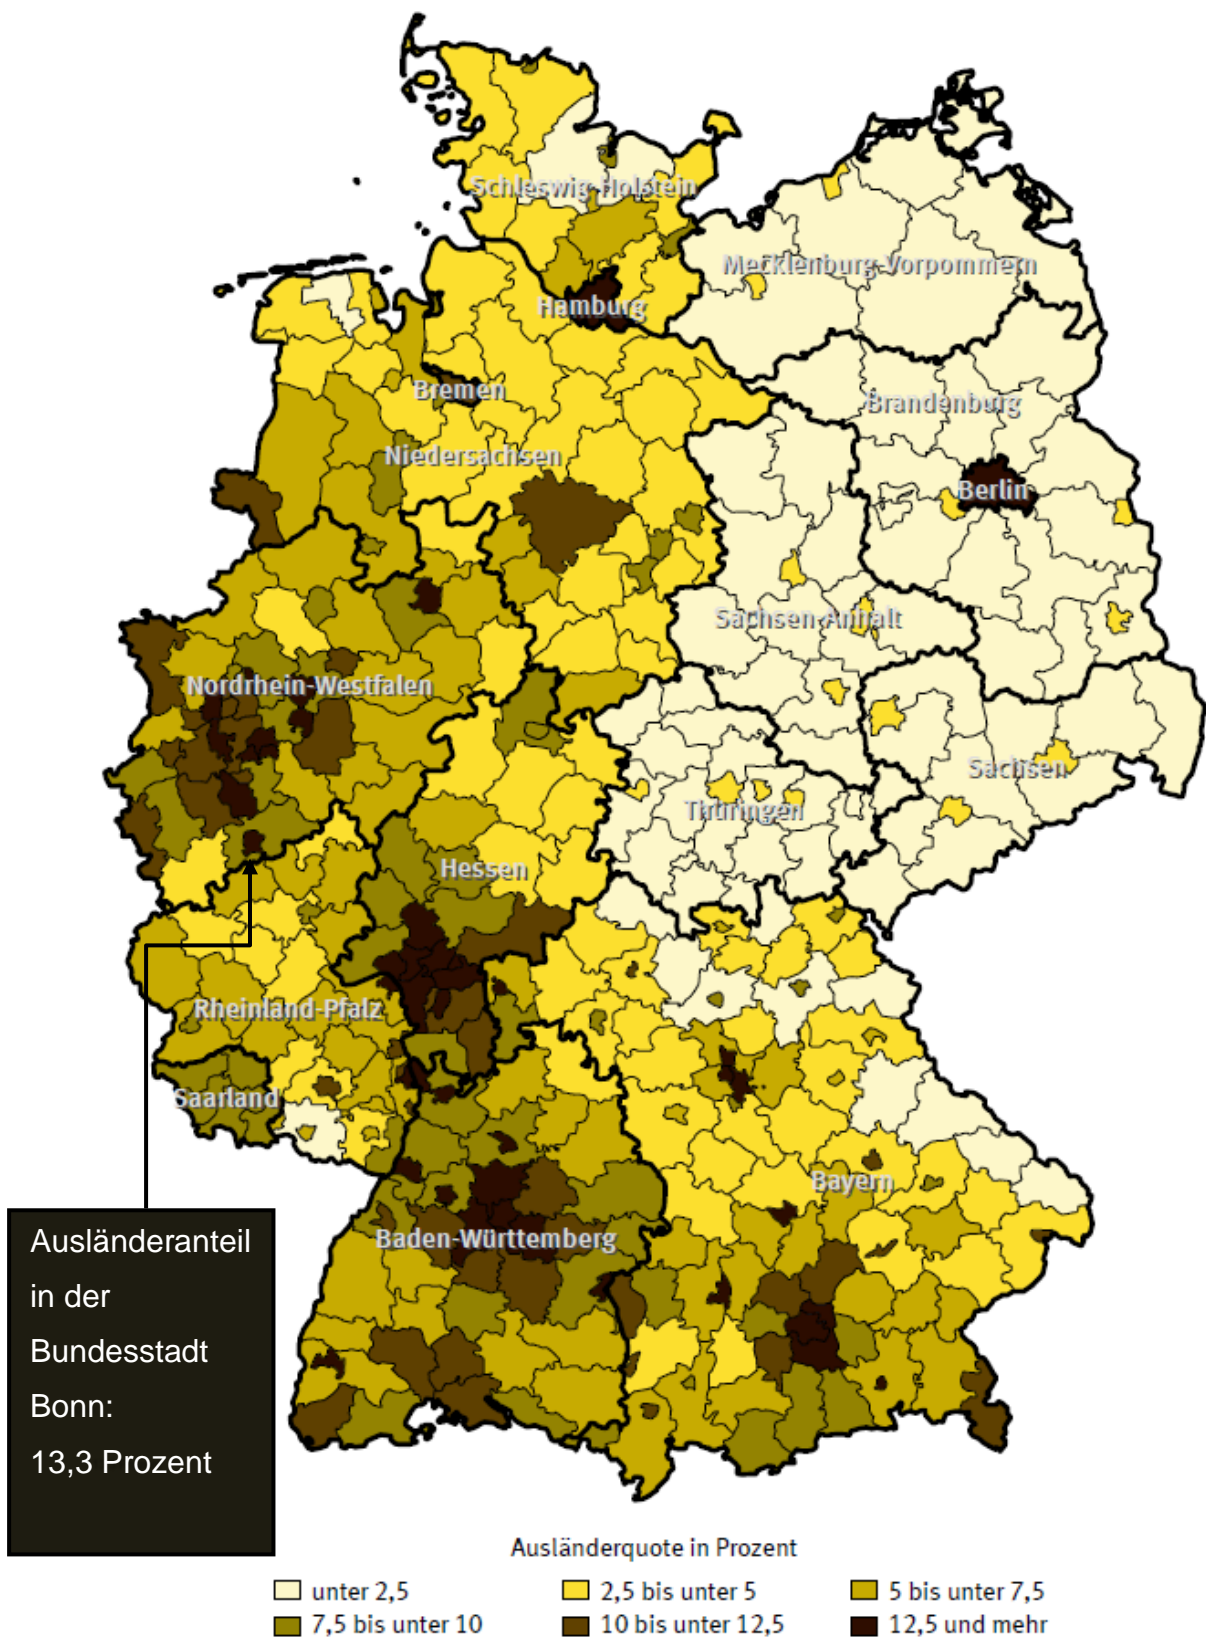 Schleswig-Holstein
Mecklenburg-Vorpommern
Hamburg
Bremen
Brandenburg
Niedersachsen
Berlin
Sachsen-Anhalt
Nordrhein-Westfalen
Sachsen
Thüringen
Hessen
Rheinland-Pfalz
Saarland
Bayern
Baden-Württemberg
Ausländeranteil
in der
Bundesstadt
Bonn:
13,3 Prozent
Ausländerquote in Prozent
unter 2,5
2,5 bis unter 5
5 bis unter 7,5
7,5 bis unter 10
10 bis unter 12,5
12,5 und mehr